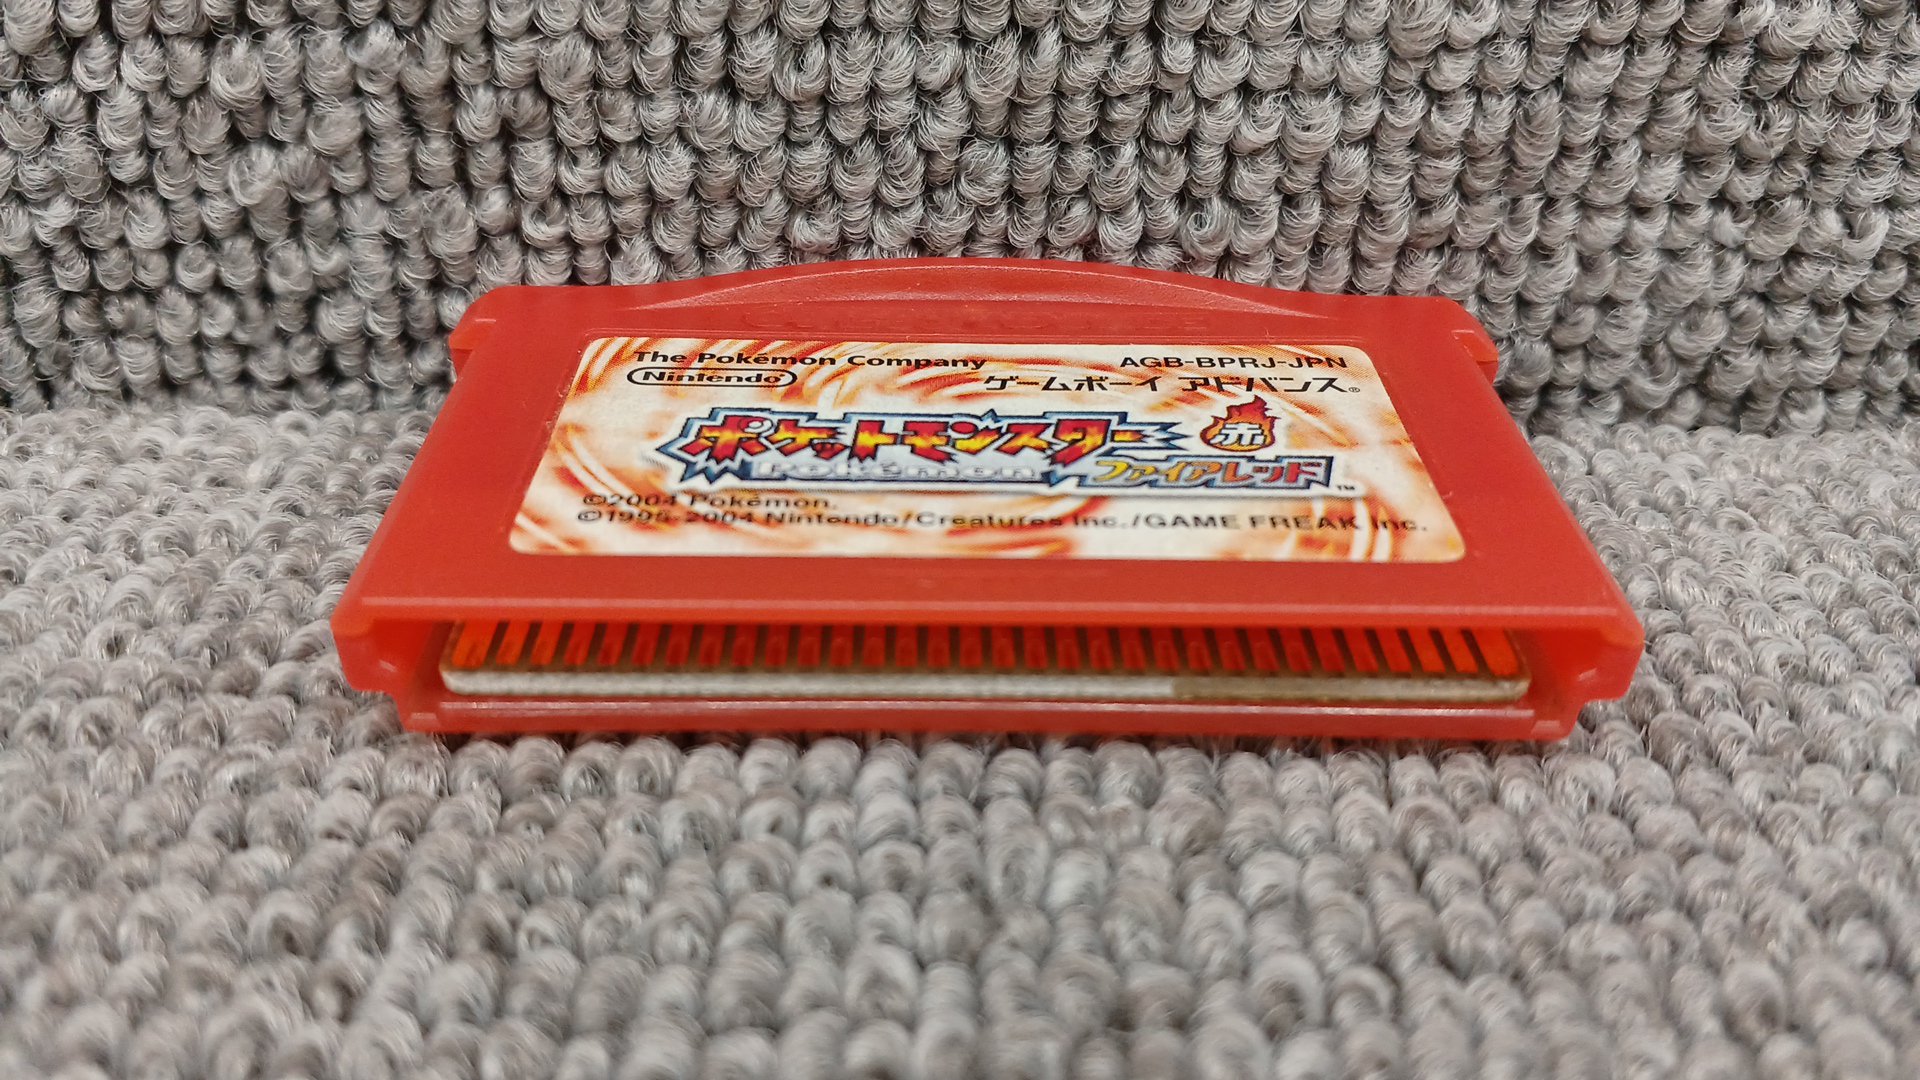 The Pokémon Company
AGB-BPRJ-JPN
Nintendo
ゲームボーイ アドバンス®
ポケットモンスター
赤
POKéMON
ファイアレッド™
©2004 Pokémon.
©1995-2004 Nintendo/Creatures Inc./GAME FREAK Inc.